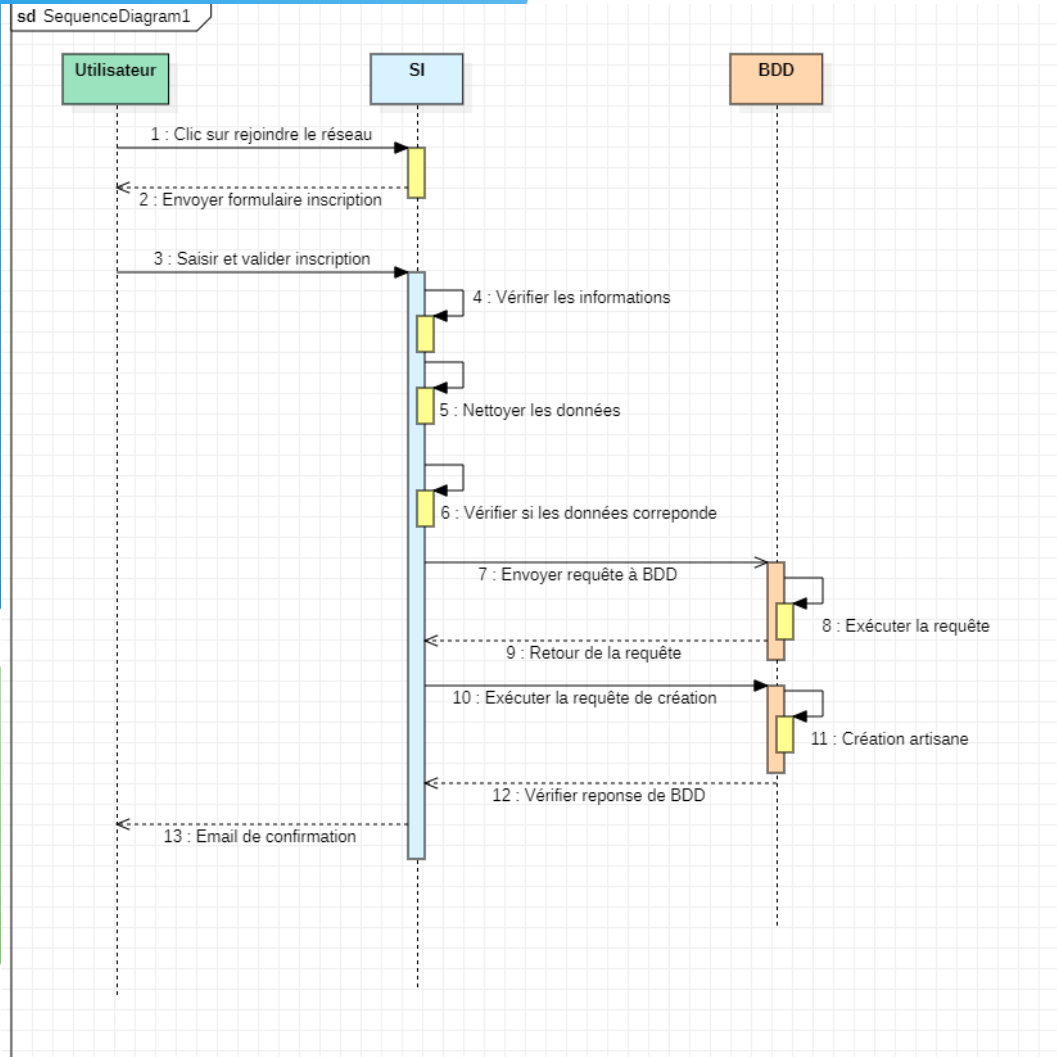 sd SequenceDiagram1
Utilisateur
SI
BDD
1 : Clic sur rejoindre le réseau
2 : Envoyer formulaire inscription
3 : Saisir et valider inscription
4 : Vérifier les informations
5 : Nettoyer les données
6 : Vérifier si les données correponde
7 : Envoyer requête à BDD
8 : Exécuter la requête
9 : Retour de la requête
10 : Exécuter la requête de création
11 : Création artisane
12 : Vérifier reponse de BDD
13 : Email de confirmation